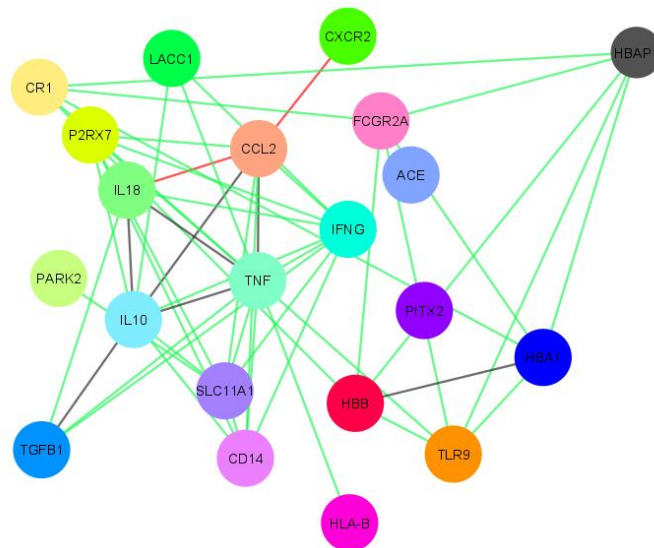 CXCR2
LACC1
HBAP1
CR1
FCGR2A
P2RX7
CCL2
ACE
IL18
IFNG
PARK2
TNF
IL10
PITX2
HBA1
SLC11A1
HBB
TGFB1
CD14
TLR9
HLA-B